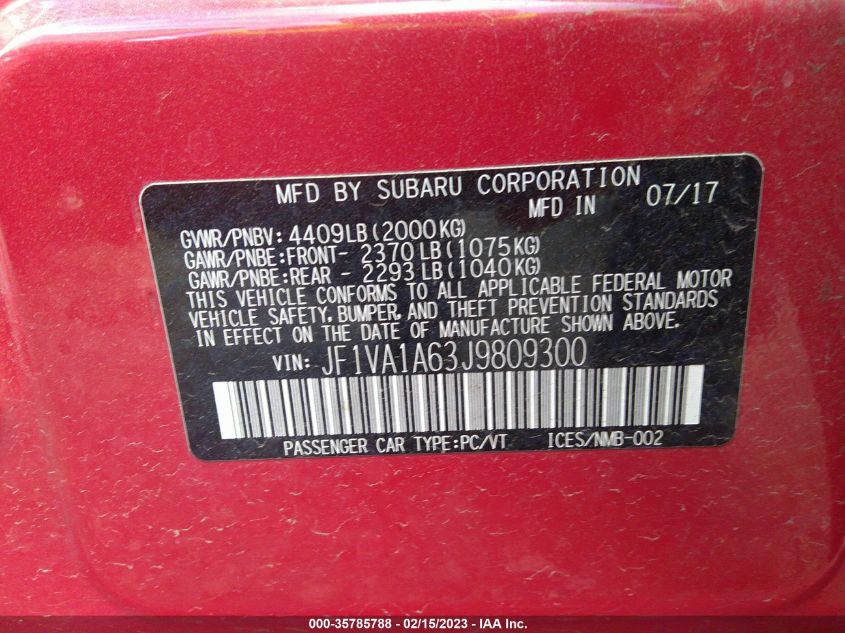 MFD BY SUBARU CORPORATION
MFD IN 07/17
GVWR/PNBV: 4409LB(2000KG)
GAWR/PNBE:FRONT- 2370LB(1075KG)
GAWR/PNBE:REAR - 2293LB(1040KG)
THIS VEHICLE CONFORMS TO ALL APPLICABLE FEDERAL MOTOR
VEHICLE SAFETY, BUMPER, AND THEFT PREVENTION STANDARDS
IN EFFECT ON THE DATE OF MANUFACTURE SHOWN ABOVE.
VIN: JF1VA1A63J9809300
PASSENGER CAR TYPE:PC/VT ICES/NMB-002
000-35785788 - 02/15/2023 - IAA Inc.